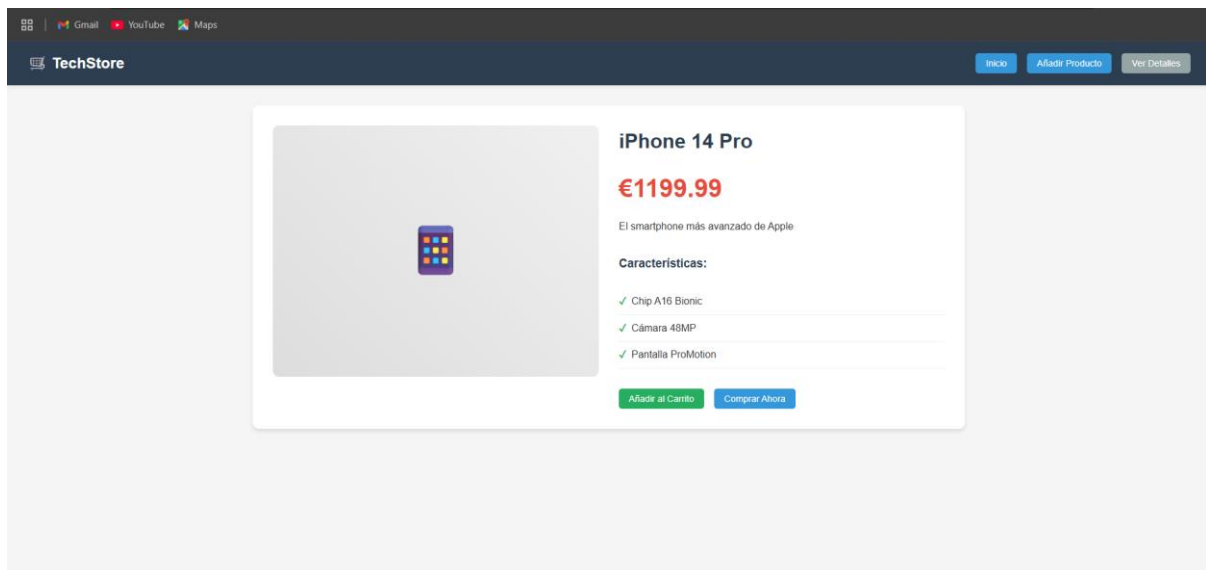 Gmail YouTube Maps
TechStore Inicio Añadir Producto Ver Detalles
iPhone 14 Pro
€1199.99
El smartphone más avanzado de Apple
Características:
✓ Chip A16 Bionic
✓ Cámara 48MP
✓ Pantalla ProMotion
Añadir al Carrito Comprar Ahora